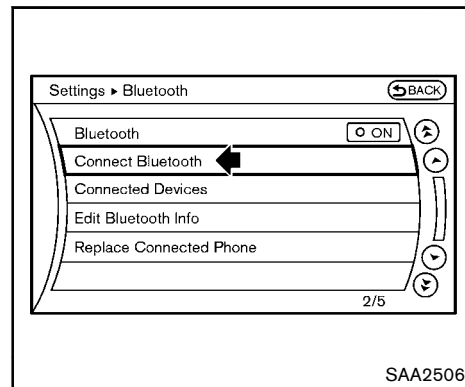 Settings ▸ Bluetooth
BACK
Bluetooth
ON
Connect Bluetooth
Connected Devices
Edit Bluetooth Info
Replace Connected Phone
2/5
SAA2506